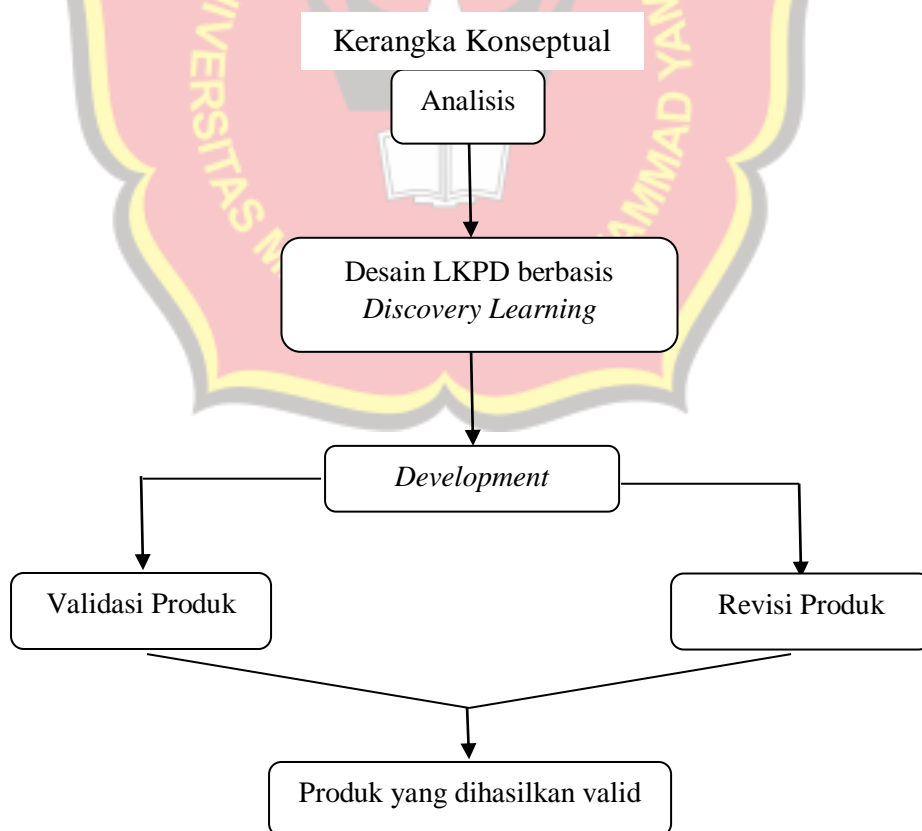 Kerangka Konseptual
Analisis
Desain LKPD berbasis
Discovery Learning
Development
Validasi Produk
Revisi Produk
Produk yang dihasilkan valid